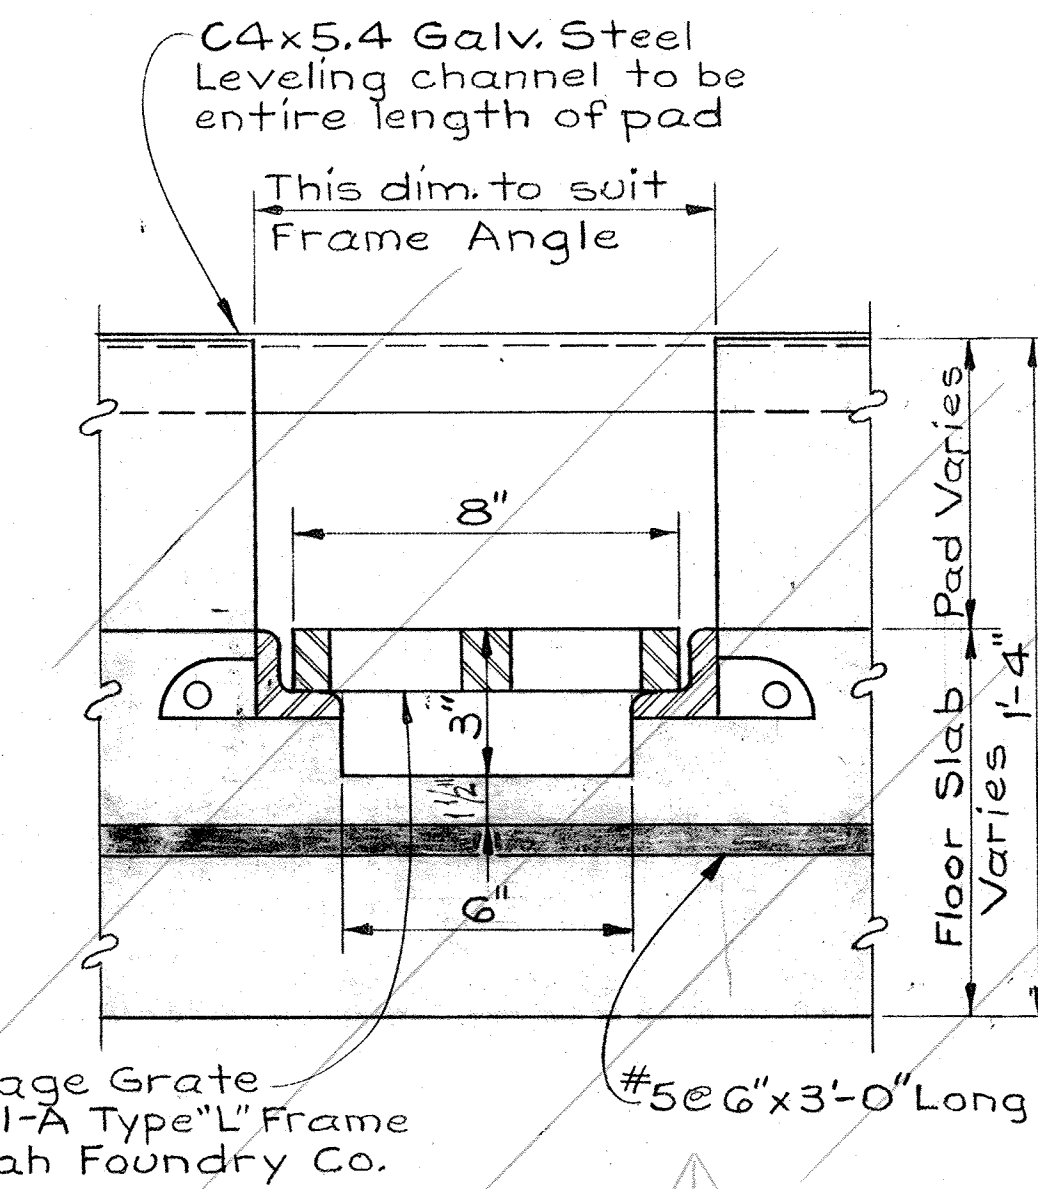 C4x5.4 Galv. Steel
Leveling channel to be
entire length of pad
This dim. to suit
Frame Angle
8"
3"
1 1/2"
6"
Pad Varies
Floor Slab
Varies
1'-4"
age Grate
1-A Type "L" Frame
ah Foundry Co.
#5@6"x3'-0" Long